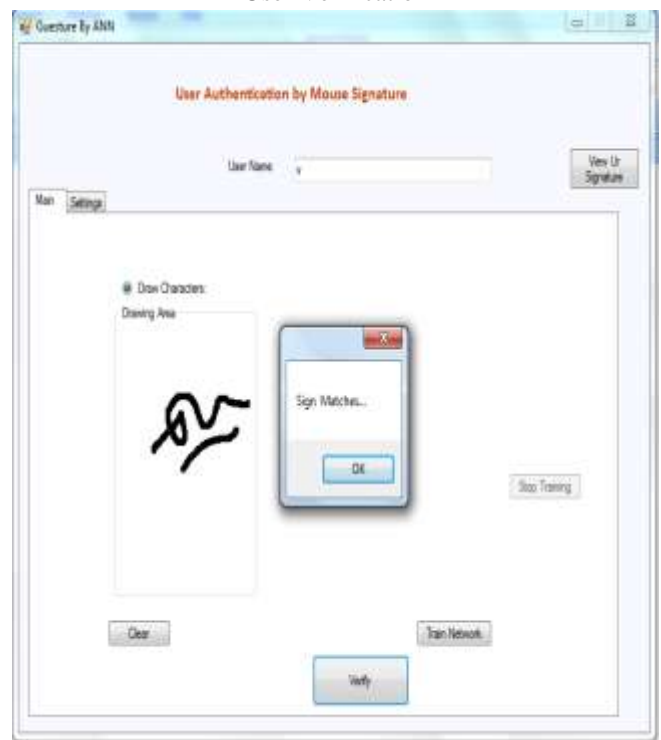 Questure By ANN
User Authentication by Mouse Signature
User Name
v
View Ur
Signature
Main
Settings
Draw Characters
Drawing Area
Sign Matches...
OK
Stop Training
Clear
Train Network
Verify